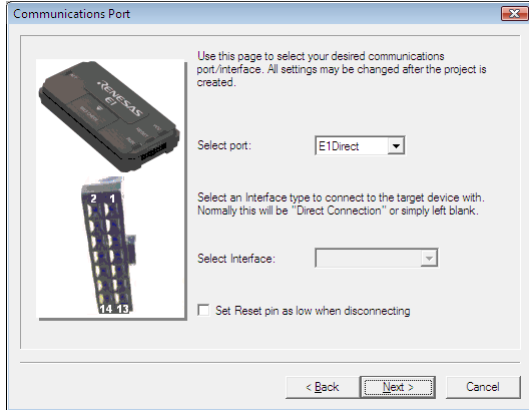 Communications Port
Use this page to select your desired communications
port/interface. All settings may be changed after the project is
created.
RENESAS
E1
Select port:
E1Direct
Select an Interface type to connect to the target device with.
Normally this will be "Direct Connection" or simply left blank.
2 1
Select Interface:
14 13
Set Reset pin as low when disconnecting
< Back
Next >
Cancel